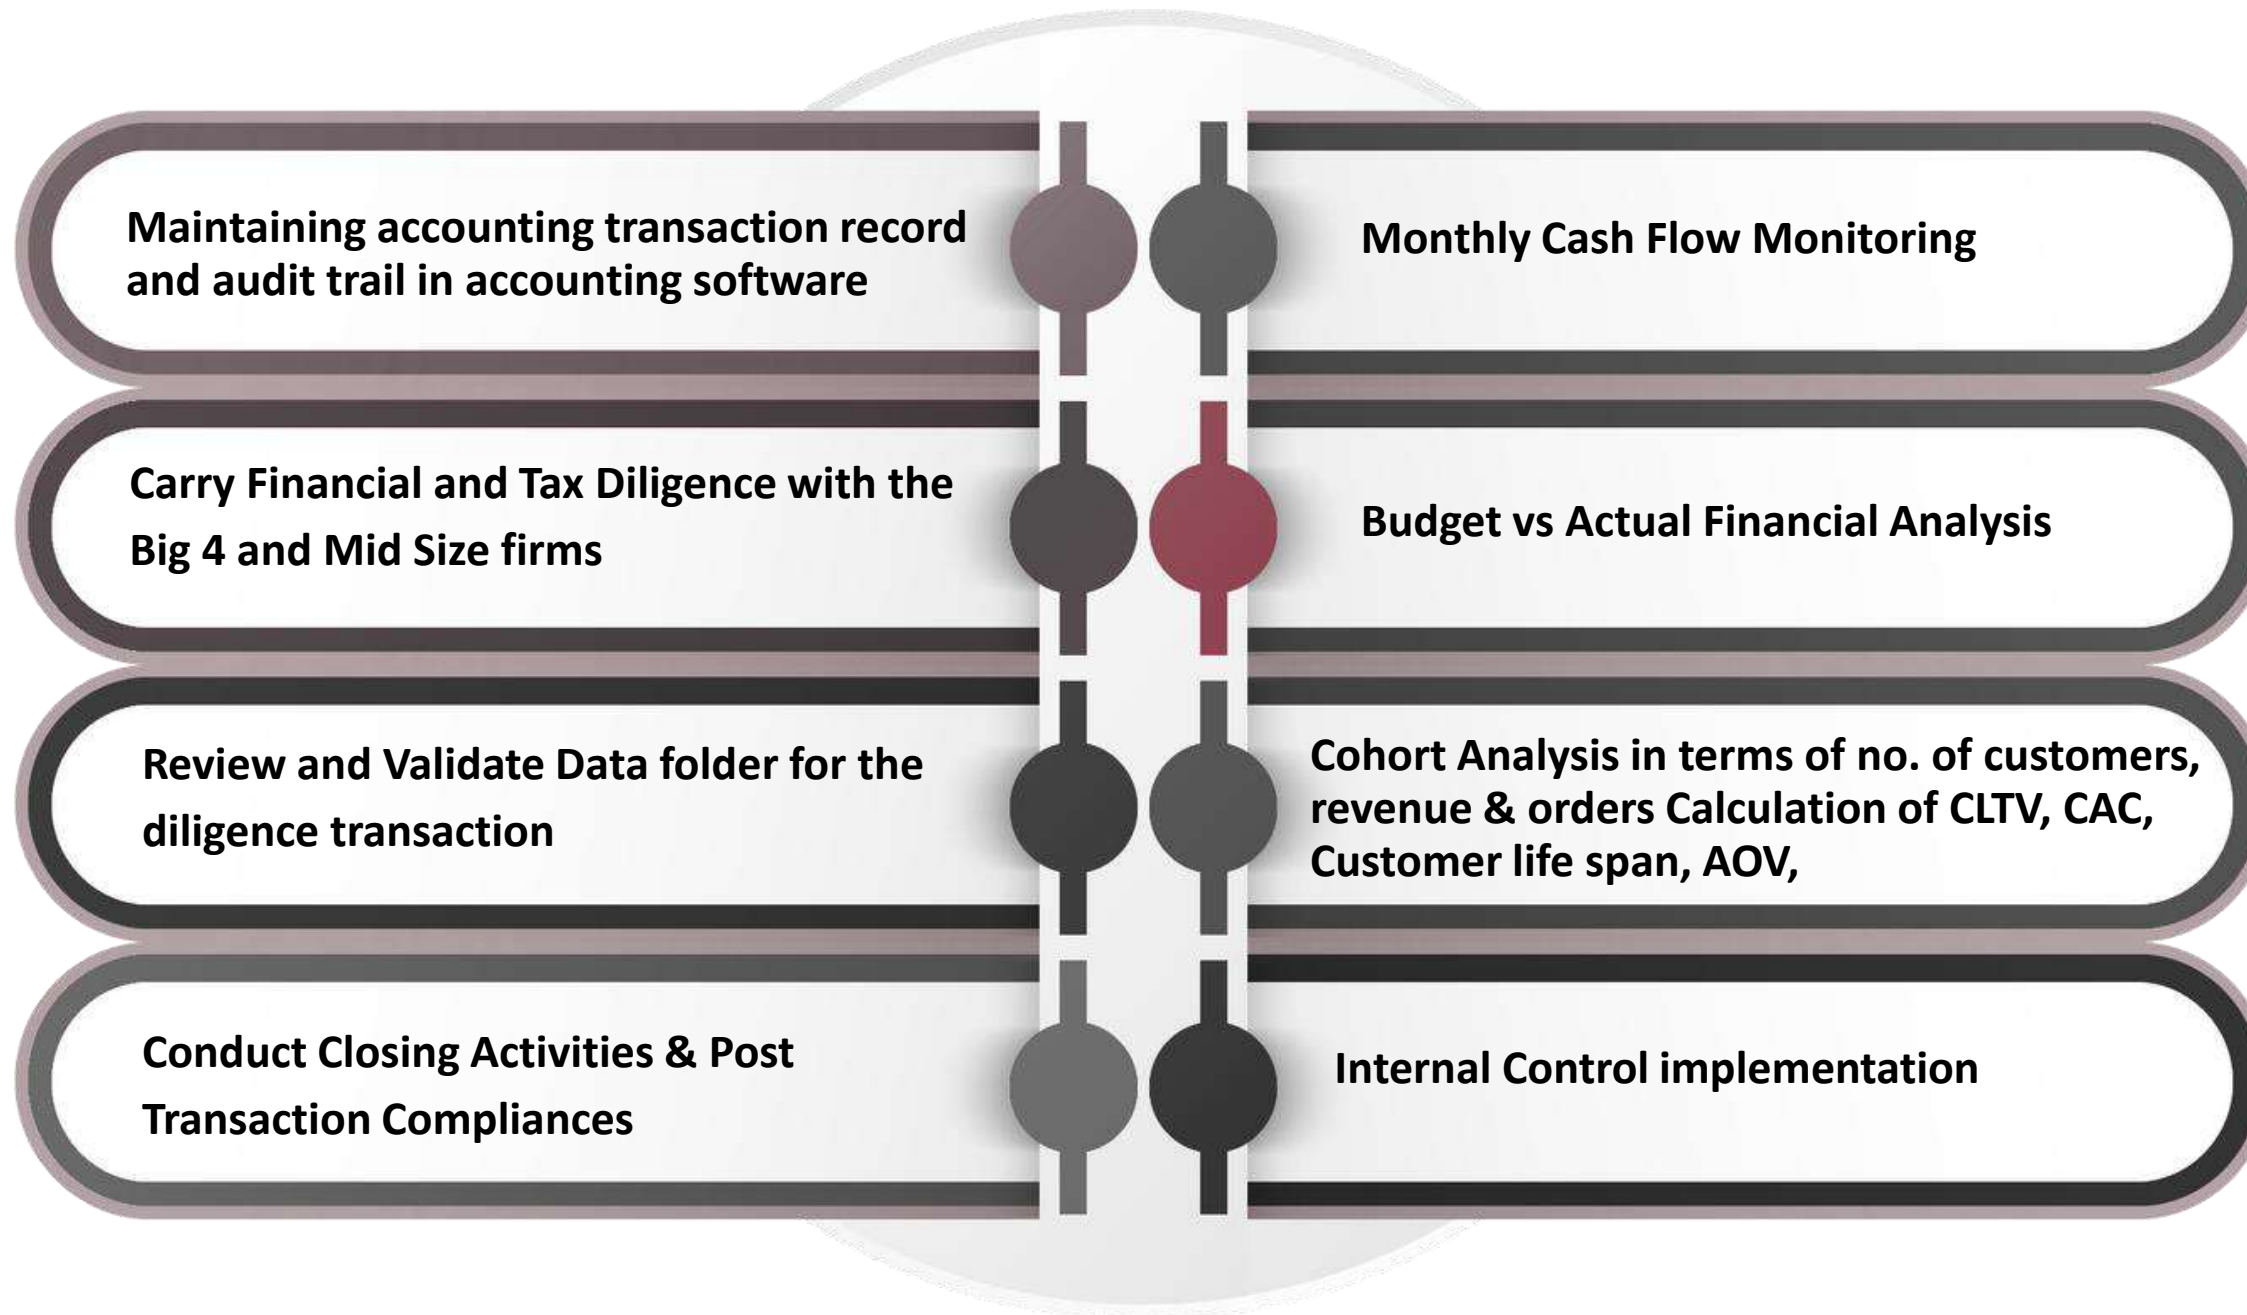 Maintaining accounting transaction record
and audit trail in accounting software
Carry Financial and Tax Diligence with the
Big 4 and Mid Size firms
Review and Validate Data folder for the
diligence transaction
Conduct Closing Activities & Post
Transaction Compliances
Monthly Cash Flow Monitoring
Budget vs Actual Financial Analysis
Cohort Analysis in terms of no. of customers,
revenue & orders Calculation of CLTV, CAC,
Customer life span, AOV,
Internal Control implementation